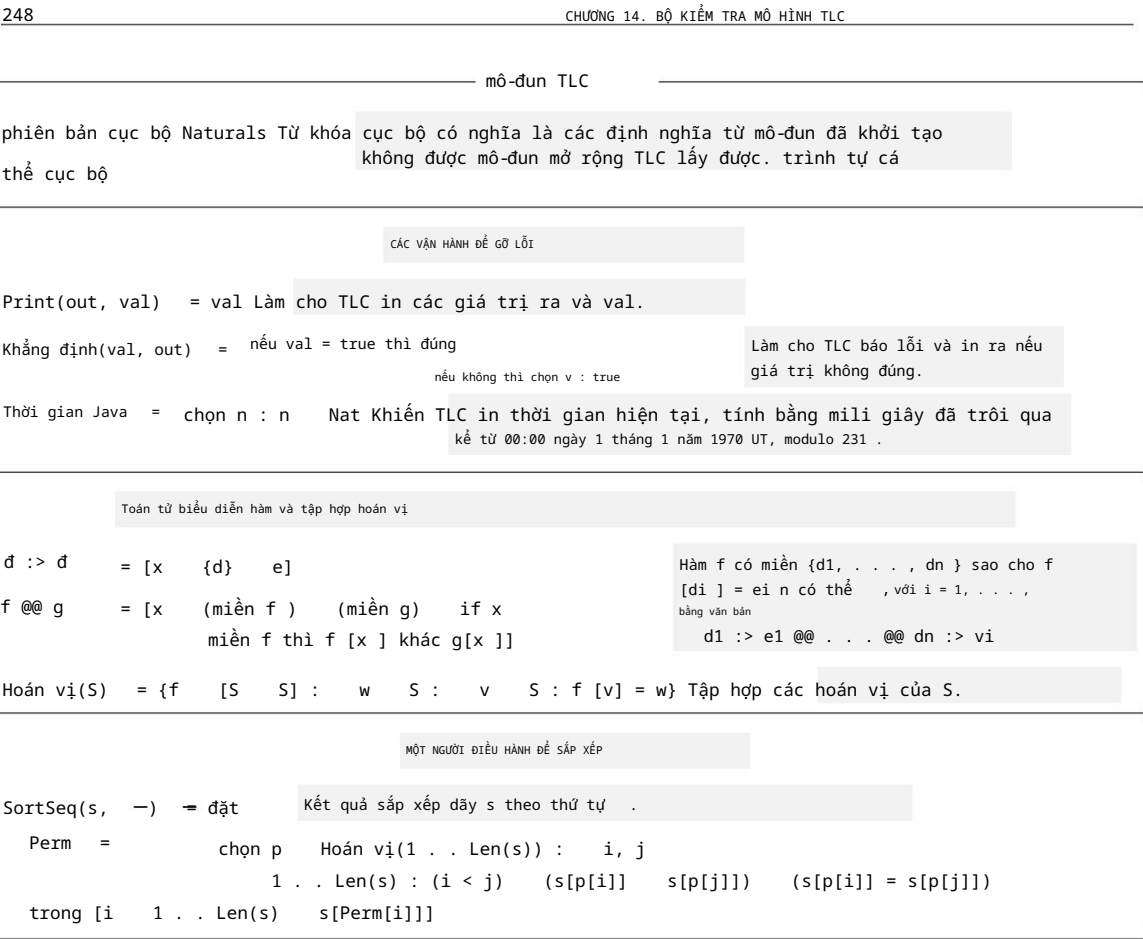 248 CHƯƠNG 14. BỘ KIỂM TRA MÔ HÌNH TLC
mô-đun TLC
phiên bản cục bộ Naturals Từ khóa cục bộ có nghĩa là các định nghĩa từ mô-đun đã khởi tạo
không được mô-đun mở rộng TLC lấy được. trình tự cá
thể cục bộ
CÁC VẬN HÀNH ĐỂ GỠ LỖI
Print(out, val) = val Làm cho TLC in các giá trị ra và val.
Khẳng định(val, out) = nếu val = true thì đúng
nếu không thì chọn v : true
Làm cho TLC báo lỗi và in ra nếu
giá trị không đúng.
Thời gian Java = chọn n : n Nat Khiến TLC in thời gian hiện tại, tính bằng mili giây đã trôi qua
kể từ 00:00 ngày 1 tháng 1 năm 1970 UT, modulo 231 .
Toán tử biểu diễn hàm và tập hợp hoán vị
đ :> đ = [x {d} e]
f @@ g = [x (miền f ) (miền g) if x
miền f thì f [x ] khác g[x ]]
Hàm f có miền {d1, . . . , dn } sao cho f
[di ] = ei n có thể , với i = 1, . . . ,
bằng văn bản
d1 :> e1 @@ . . . @@ dn :> vi
Hoán vị(S) = {f [S S] : w S : v S : f [v] = w} Tập hợp các hoán vị của S.
MỘT NGƯỜI ĐIỀU HÀNH ĐỂ SẮP XẾP
SortSeq(s, —) = đặt Kết quả sắp xếp dãy s theo thứ tự .
Perm = chọn p Hoán vị(1 . . Len(s)) : i, j
1 . . Len(s) : (i < j) (s[p[i]] s[p[j]]) (s[p[i]] = s[p[j]])
trong [i 1 . . Len(s) s[Perm[i]]]